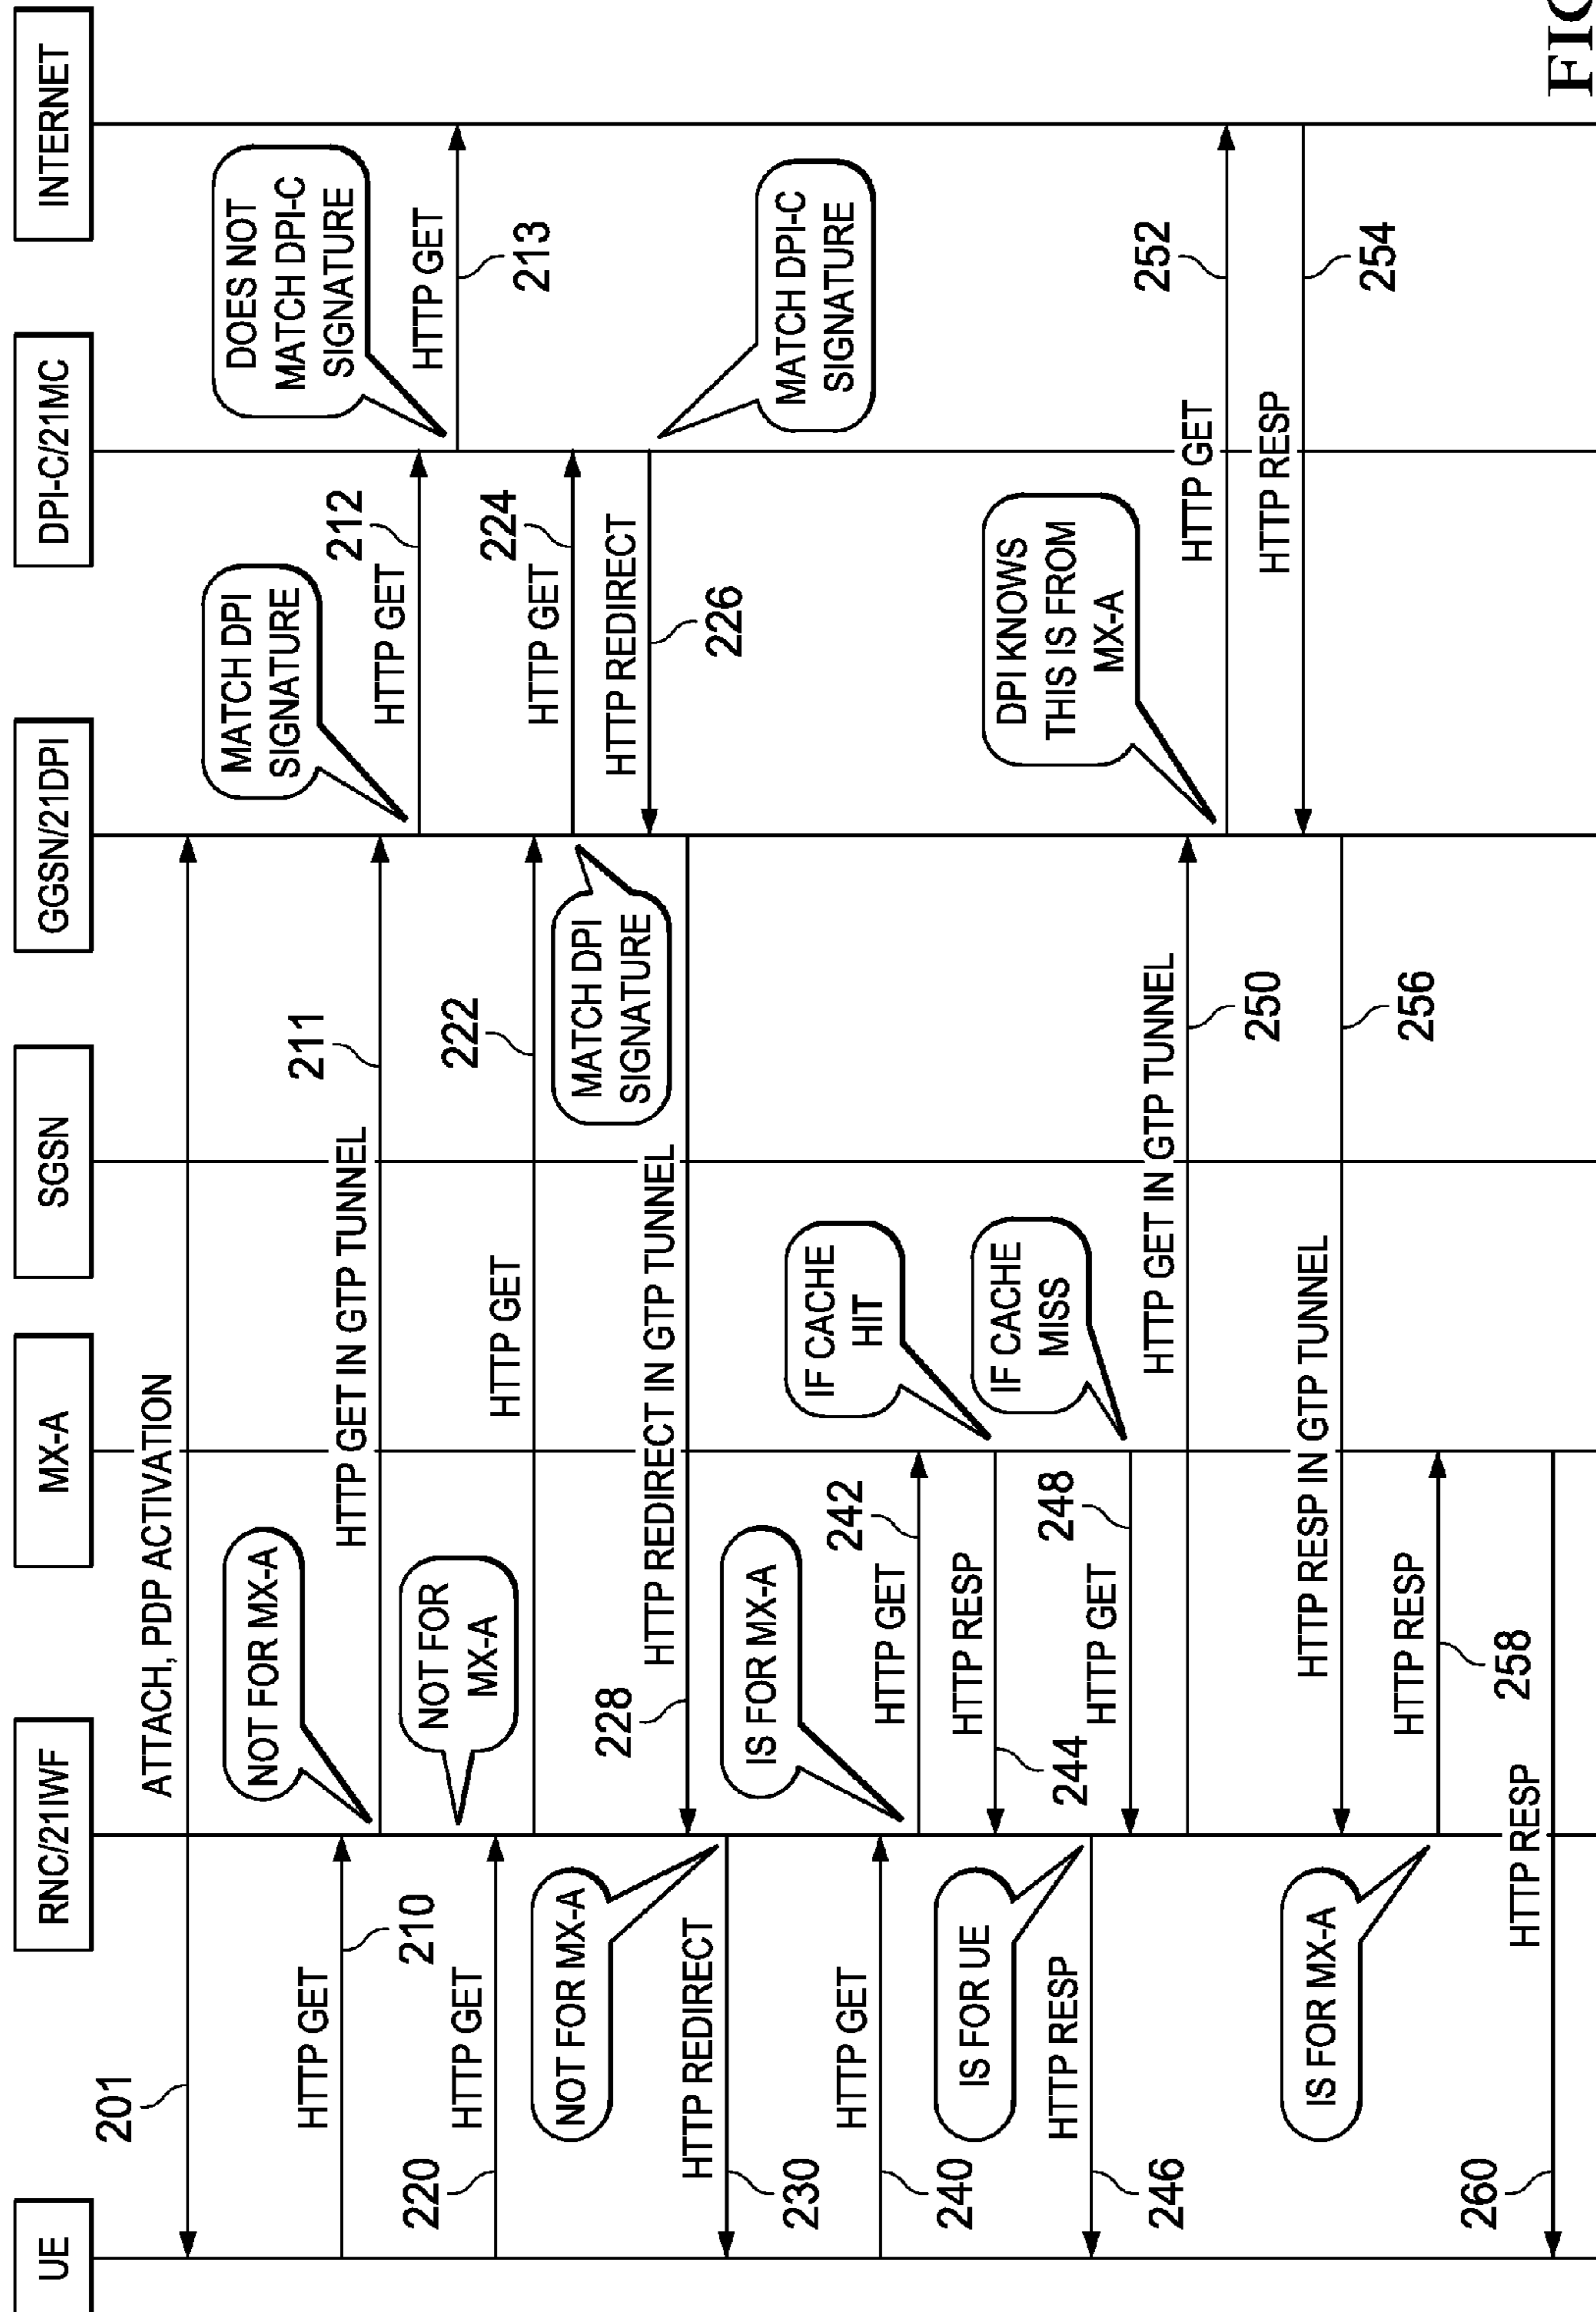 UE
RNC/21IWF
MX-A
SGSN
GGSN/21DPI
DPI-C/21MC
INTERNET
201
ATTACH, PDP ACTIVATION
HTTP GET
210
NOT FOR MX-A
HTTP GET IN GTP TUNNEL
211
MATCH DPI
SIGNATURE
HTTP GET
212
DOES NOT
MATCH DPI-C
SIGNATURE
HTTP GET
213
220
HTTP GET
NOT FOR
MX-A
HTTP GET
222
MATCH DPI
SIGNATURE
HTTP GET
224
HTTP REDIRECT
226
MATCH DPI-C
SIGNATURE
228
HTTP REDIRECT IN GTP TUNNEL
NOT FOR MX-A
HTTP REDIRECT
230
HTTP GET
240
IS FOR MX-A
HTTP GET
242
IF CACHE
HIT
HTTP RESP
244
IS FOR UE
HTTP RESP
246
IF CACHE
MISS
HTTP GET
248
HTTP GET IN GTP TUNNEL
250
DPI KNOWS
THIS IS FROM
MX-A
HTTP GET
252
HTTP RESP
254
HTTP RESP IN GTP TUNNEL
256
IS FOR MX-A
HTTP RESP
258
260
HTTP RESP